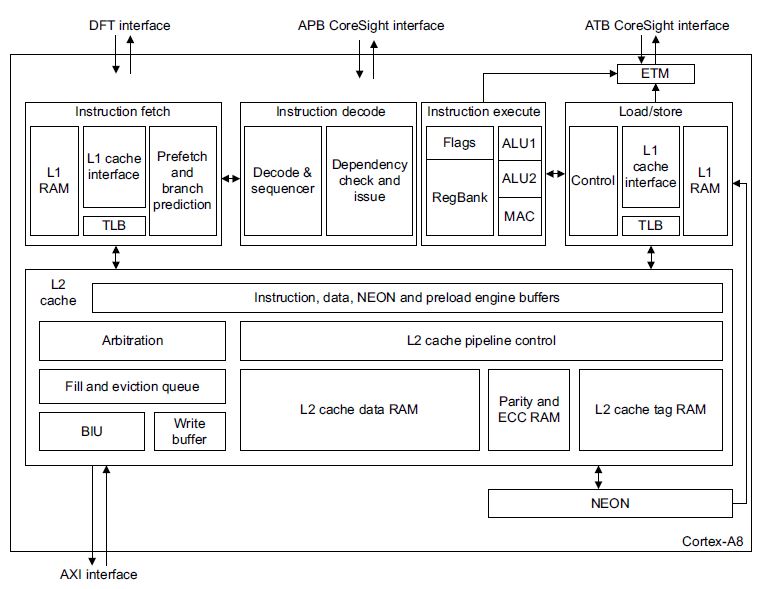 DFT interface
APB CoreSight interface
ATB CoreSight interface
ETM
Instruction fetch
L1
RAM
L1 cache
interface
TLB
Prefetch and
branch
prediction
Instruction decode
Decode &
sequencer
Dependency
check and
issue
Instruction execute
Flags
RegBank
ALU1
ALU2
MAC
Load/store
Control
L1
cache
interface
TLB
L1
RAM
L2
cache
Instruction, data, NEON and preload engine buffers
Arbitration
L2 cache pipeline control
Fill and eviction queue
BIU
Write
buffer
L2 cache data RAM
Parity and
ECC RAM
L2 cache tag RAM
NEON
Cortex-A8
AXI interface